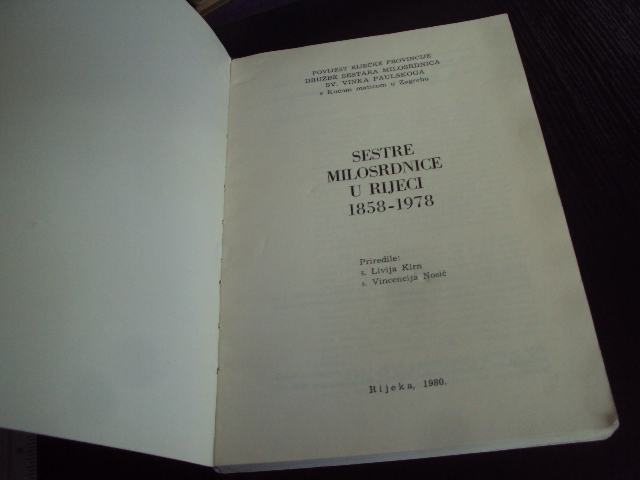 POVIJEST RIJEČKE PROVINCIJE
DRUŽBE SESTARA MILOSRDNICA
SV. VINKA PAULSKOGA
s Kućom maticom u Zagrebu
SESTRE
MILOSRDNICE
U RIJECI
1858-1978
Priredile:
s. Livija Kirn
s. Vincencija Nosić
Rijeka, 1980.